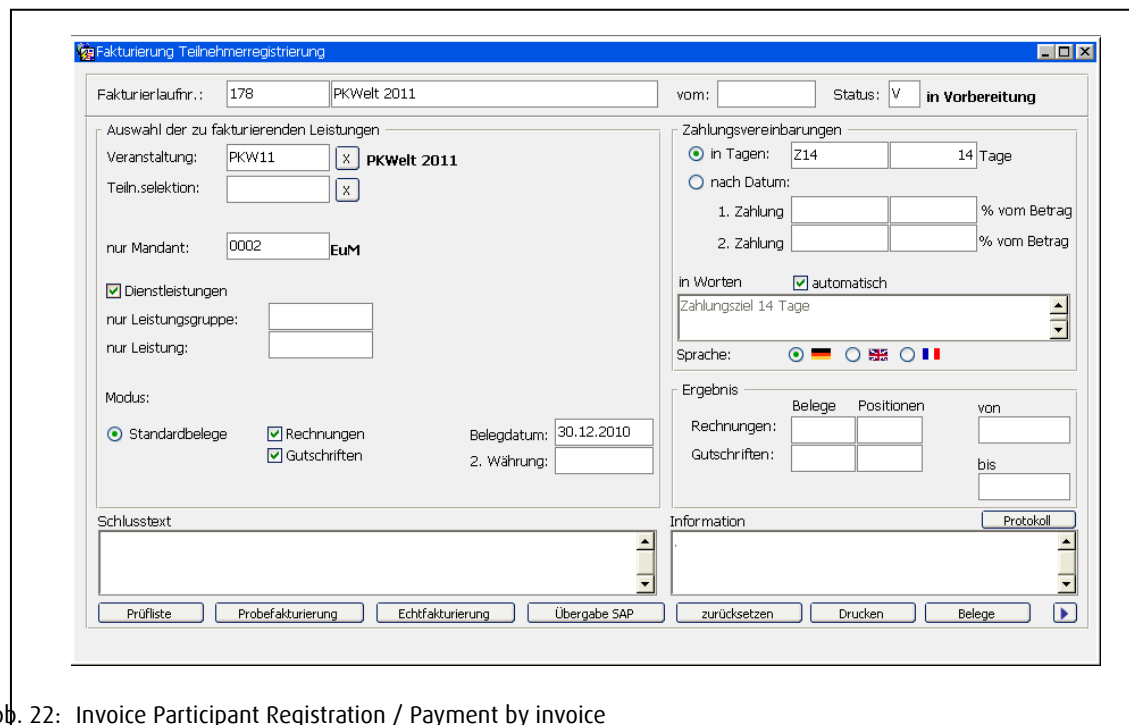 Fakturierung Teilnehmerregistrierung
Fakturierlaufnr.: 178 PKWelt 2011 vom: Status: V in Vorbereitung
Auswahl der zu fakturierenden Leistungen
Veranstaltung: PKW11 X PKWelt 2011
Teiln.selektion: X
nur Mandant: 0002 EuM
Dienstleistungen
nur Leistungsgruppe:
nur Leistung:
Modus:
Standardbelege Rechnungen Belegdatum: 30.12.2010
Gutschriften 2. Währung:
Zahlungsvereinbarungen
in Tagen: Z14 14 Tage
nach Datum:
1. Zahlung % vom Betrag
2. Zahlung % vom Betrag
in Worten automatisch
Zahlungsziel 14 Tage
Sprache:
Ergebnis
Belege Positionen von
Rechnungen:
Gutschriften:
bis
Schlusstext
Information Protokoll
.
Prüfliste Probefakturierung Echtfakturierung Übergabe SAP zurücksetzen Drucken Belege
b. 22: Invoice Participant Registration / Payment by invoice